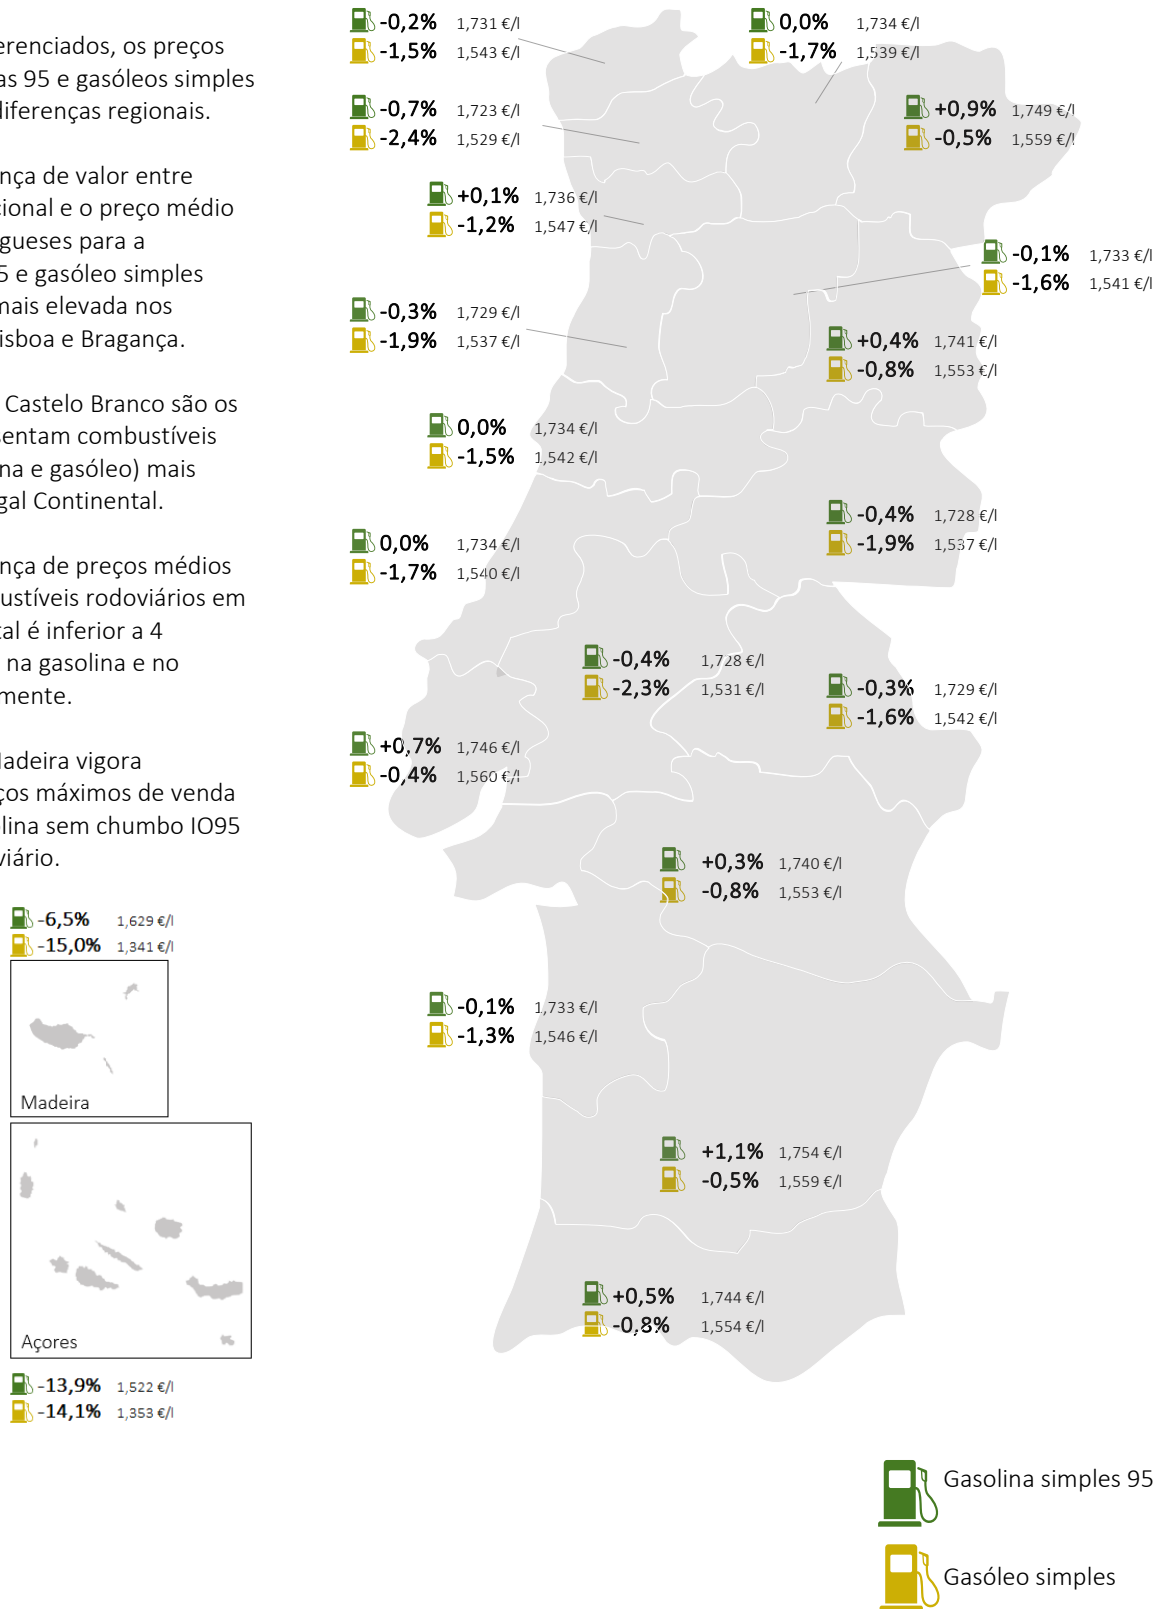 erenciados, os preços
as 95 e gasóleos simples
diferenças regionais.
nça de valor entre
cional e o preço médio
gueses para a
5 e gasóleo simples
mais elevada nos
isboa e Bragança.
Castelo Branco são os
sentam combustíveis
na e gasóleo) mais
gal Continental.
nça de preços médios
ustíveis rodoviários em
tal é inferior a 4
na gasolina e no
mente.
Madeira vigora
ços máximos de venda
olina sem chumbo IO95
viário.
-0,2% 1,731 €/l
-1,5% 1,543 €/l
0,0% 1,734 €/l
-1,7% 1,539 €/l
-0,7% 1,723 €/l
-2,4% 1,529 €/l
+0,9% 1,749 €/l
-0,5% 1,559 €/l
+0,1% 1,736 €/l
-1,2% 1,547 €/l
-0,1% 1,733 €/l
-1,6% 1,541 €/l
-0,3% 1,729 €/l
-1,9% 1,537 €/l
+0,4% 1,741 €/l
-0,8% 1,553 €/l
0,0% 1,734 €/l
-1,5% 1,542 €/l
-0,4% 1,728 €/l
-1,9% 1,537 €/l
0,0% 1,734 €/l
-1,7% 1,540 €/l
-0,4% 1,728 €/l
-2,3% 1,531 €/l
-0,3% 1,729 €/l
-1,6% 1,542 €/l
+0,7% 1,746 €/l
-0,4% 1,560 €/l
+0,3% 1,740 €/l
-0,8% 1,553 €/l
-6,5% 1,629 €/l
-15,0% 1,341 €/l
Madeira
-0,1% 1,733 €/l
-1,3% 1,546 €/l
+1,1% 1,754 €/l
-0,5% 1,559 €/l
+0,5% 1,744 €/l
-0,8% 1,554 €/l
Açores
-13,9% 1,522 €/l
-14,1% 1,353 €/l
Gasolina simples 95
Gasóleo simples